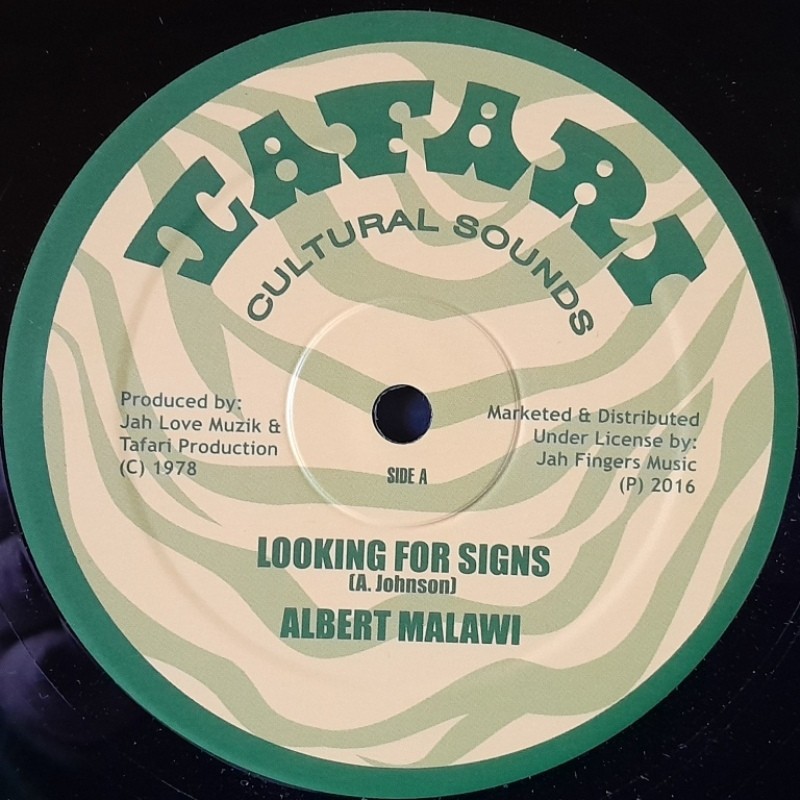 TAFARI
CULTURAL SOUNDS
Produced by:
Jah Love Muzik &
Tafari Production
(C) 1978
Marketed & Distributed
Under License by:
Jah Fingers Music
(P) 2016
SIDE A
LOOKING FOR SIGNS
(A. Johnson)
ALBERT MALAWI